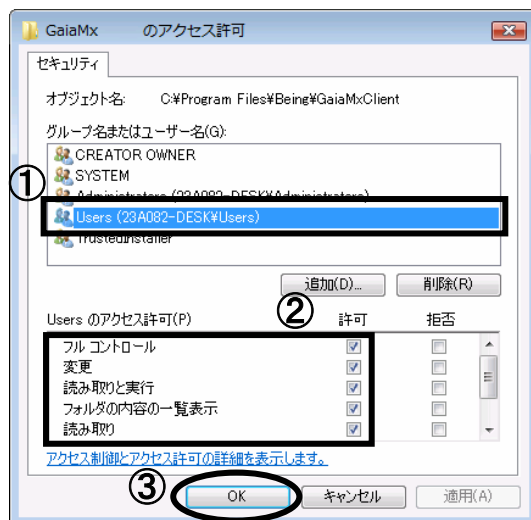 GaiaMx のアクセス許可
セキュリティ
オブジェクト名: C:¥Program Files¥Being¥GaiaMxClient
グループ名またはユーザー名(G):
CREATOR OWNER
① SYSTEM
Administrators (23A082-DESK¥Administrators)
Users (23A082-DESK¥Users)
TrustedInstaller
追加(D)... 削除(R)
②
Users のアクセス許可(P) 許可 拒否
フル コントロール
変更
読み取りと実行
フォルダの内容の一覧表示
読み取り
アクセス制御とアクセス許可の詳細を表示します。
③ OK キャンセル 適用(A)